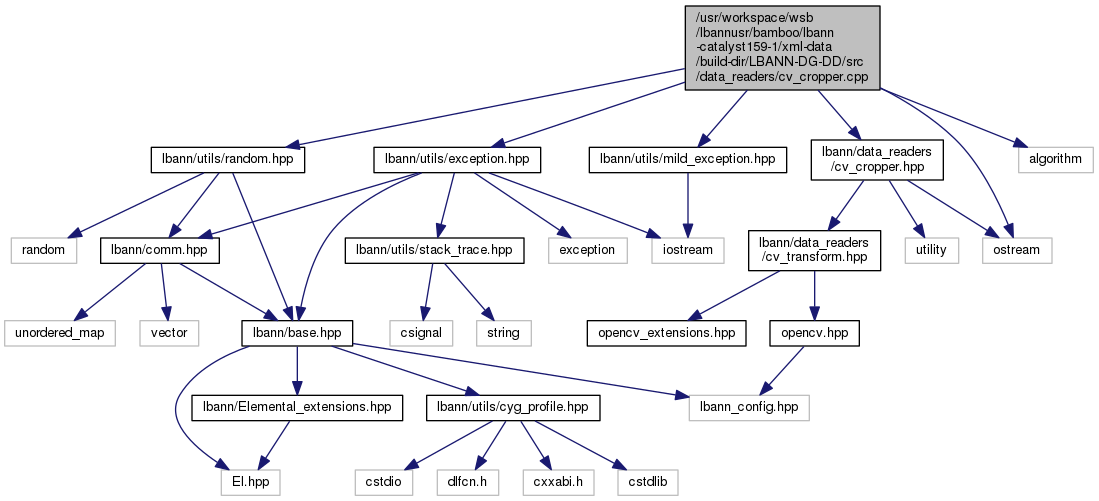 /usr/workspace/wsb
/lbannusr/bamboo/lbann
-catalyst159-1/xml-data
/build-dir/LBANN-DG-DD/src
/data_readers/cv_cropper.cpp
lbann/utils/random.hpp
lbann/utils/exception.hpp
lbann/utils/mild_exception.hpp
lbann/data_readers
/cv_cropper.hpp
algorithm
random
lbann/comm.hpp
lbann/utils/stack_trace.hpp
exception
iostream
lbann/data_readers
/cv_transform.hpp
utility
ostream
unordered_map
vector
lbann/base.hpp
csignal
string
opencv_extensions.hpp
opencv.hpp
lbann/Elemental_extensions.hpp
lbann/utils/cyg_profile.hpp
lbann_config.hpp
El.hpp
cstdio
dlfcn.h
cxxabi.h
cstdlib